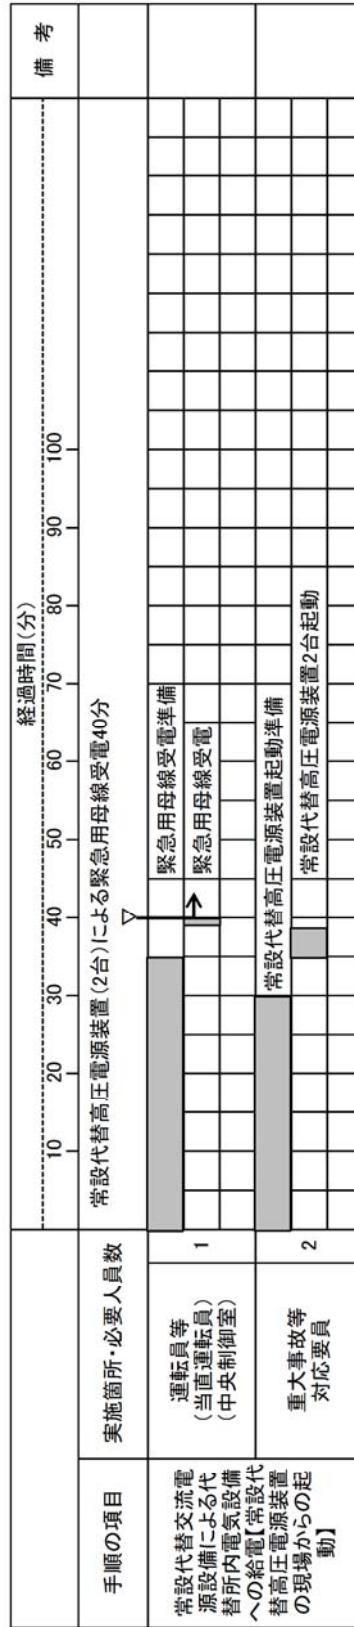 経過時間(分)
備 考
手順の項目
実施箇所・必要人員数
10
20
30
40
50
60
70
80
90
100
常設代替高圧電源装置(2台)による緊急用母線受電40分
▽
常設代替交流電
源設備による代
替所内電気設備
への給電【常設代
替高圧電源装置
の現場からの起
動】
運転員等
(当直運転員)
(中央制御室)
1
緊急用母線受電準備
緊急用母線受電
重大事故等
対応要員
2
常設代替高圧電源装置起動準備
常設代替高圧電源装置2台起動